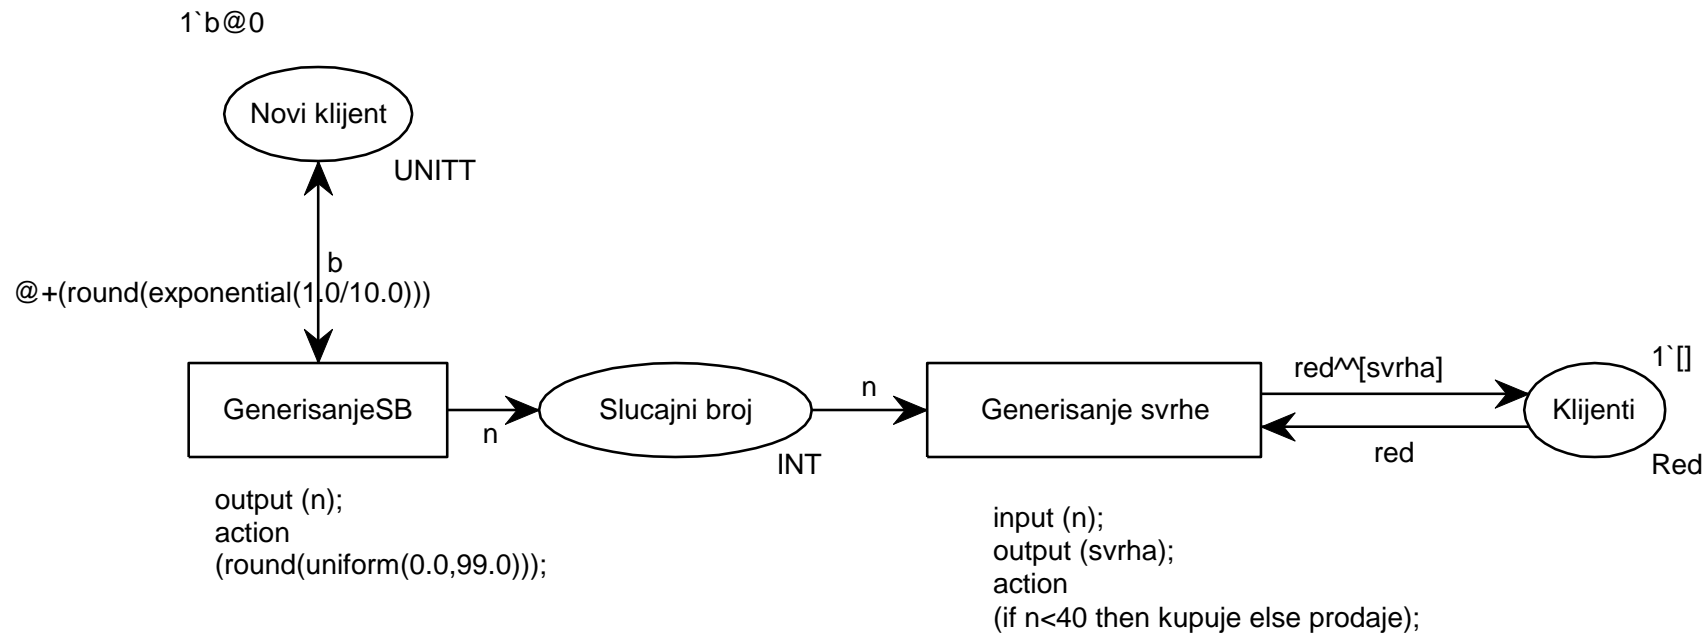 1`b@0
Novi klijent
UNITT
b
@+(round(exponential(1.0/10.0)))
GenerisanjeSB
n
Slucajni broj
INT
n
Generisanje svrhe
red^^[svrha]
red
1`[]
Klijenti
Red
output (n);
action
(round(uniform(0.0,99.0)));
input (n);
output (svrha);
action
(if n<40 then kupuje else prodaje);